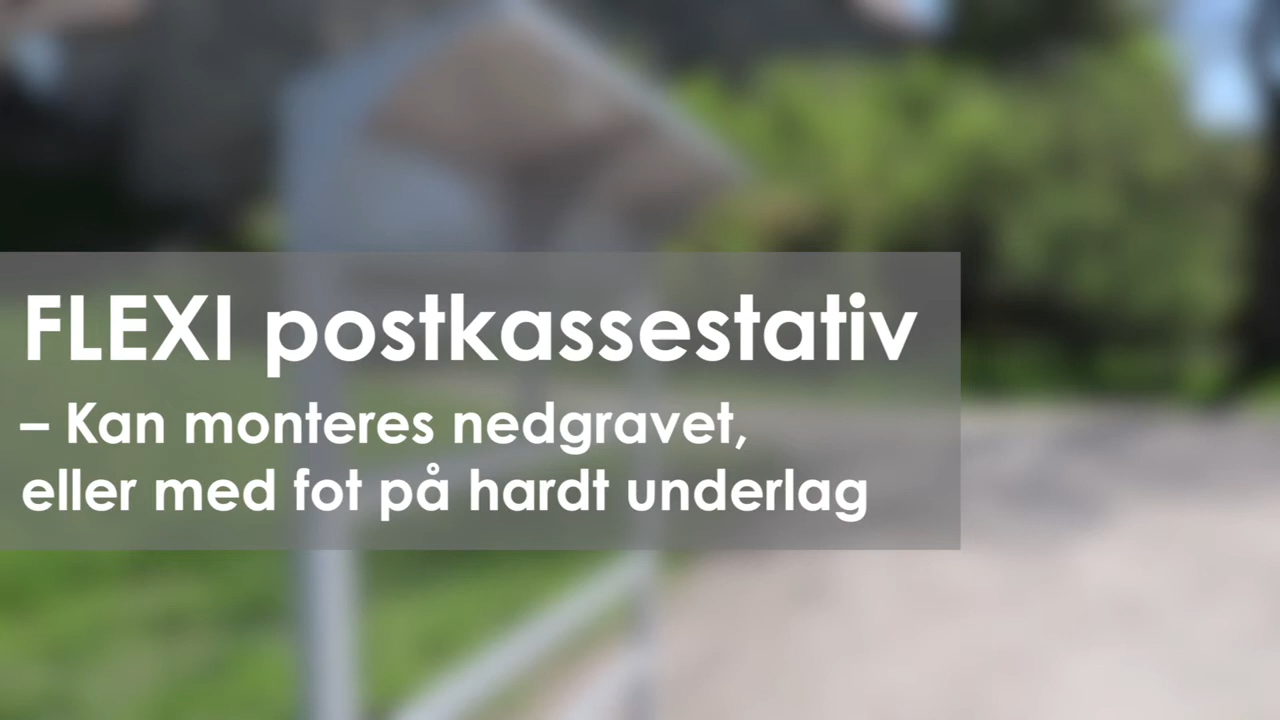 FLEXI postkassestativ
– Kan monteres nedgravet,
eller med fot på hardt underlag